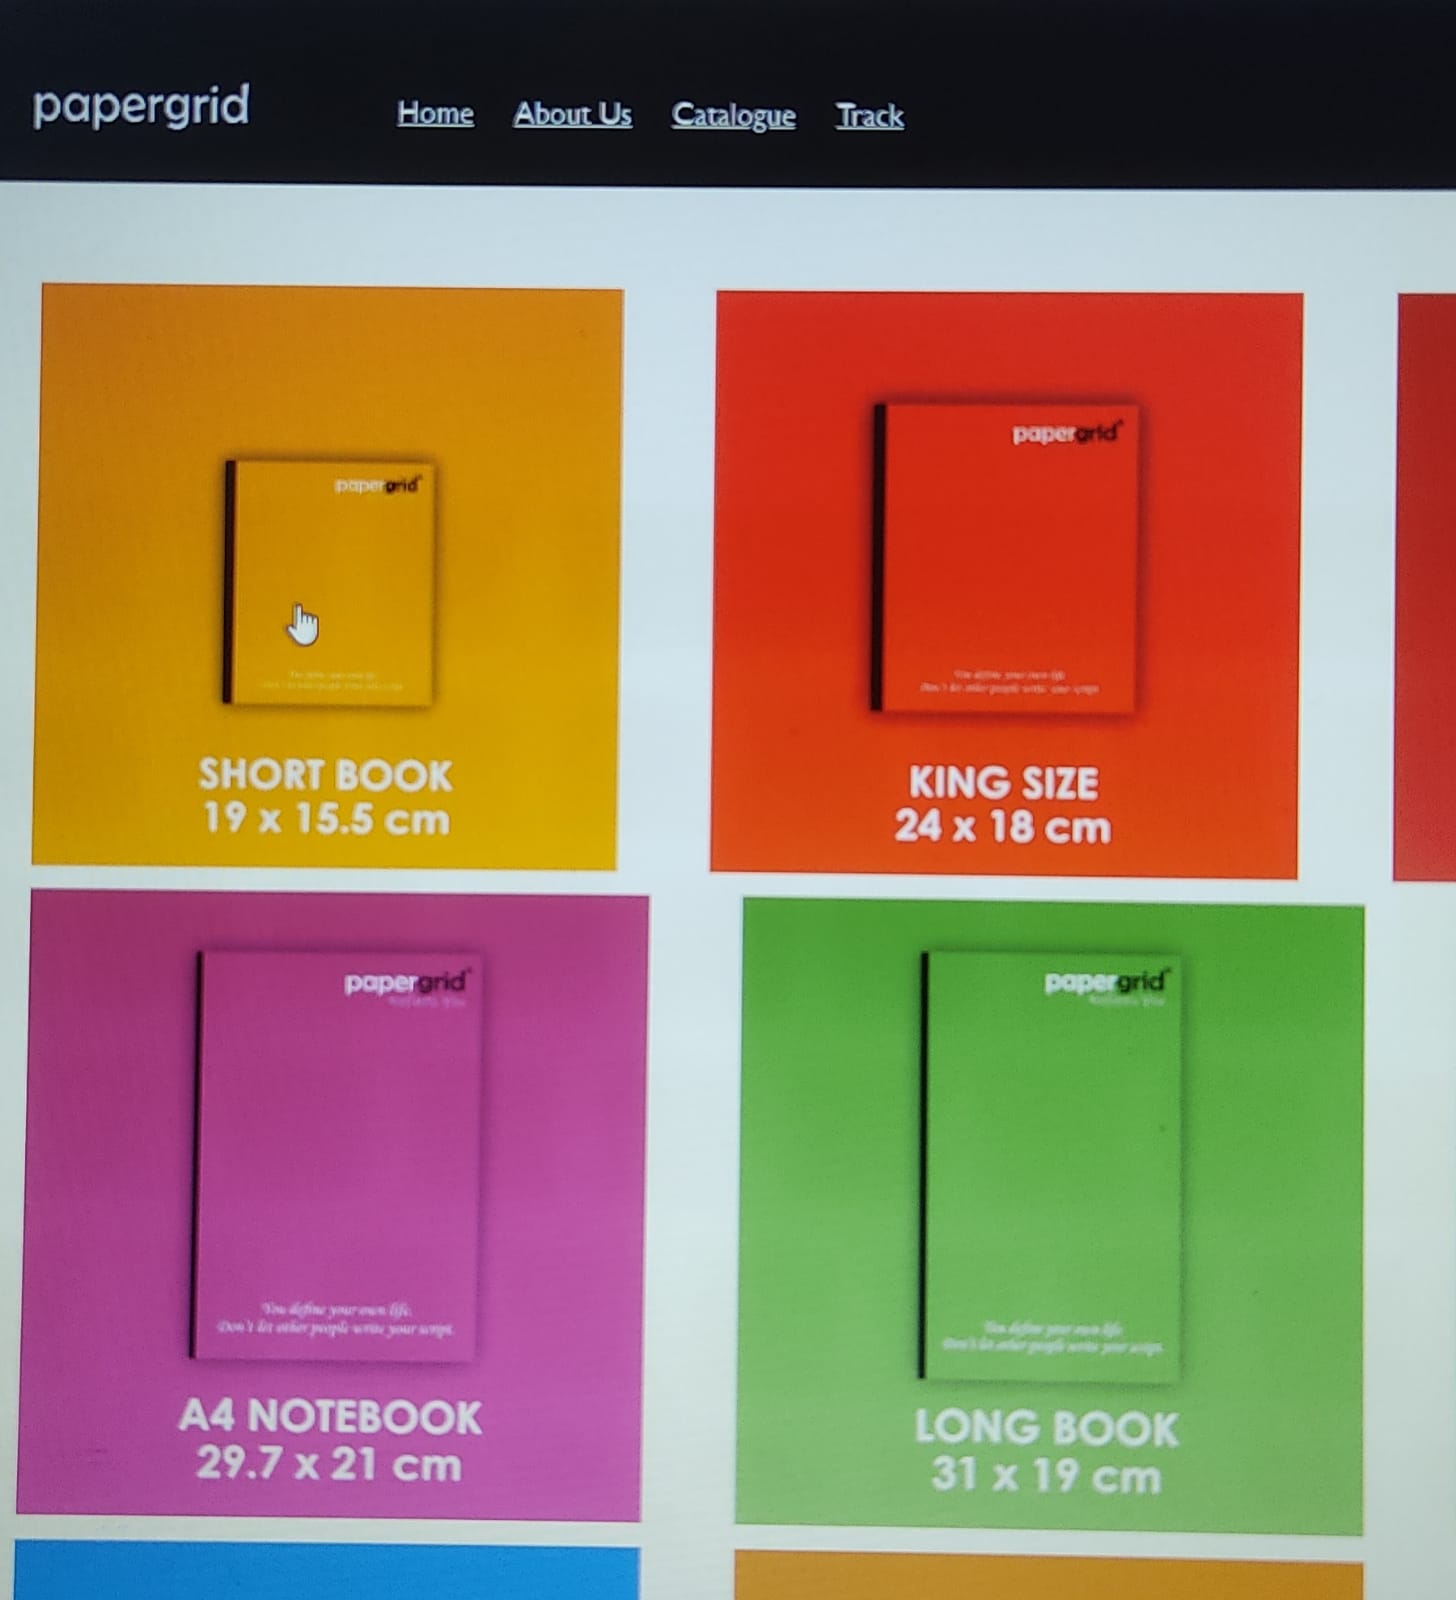 papergrid
Home About Us Catalogue Track
papergrid
SHORT BOOK
19 x 15.5 cm
papergrid
You define your own life
Don't let other people write your script
KING SIZE
24 x 18 cm
papergrid
You define your own life.
Don't let other people write your script.
A4 NOTEBOOK
29.7 x 21 cm
papergrid
You define your own life.
Don't let other people write your script.
LONG BOOK
31 x 19 cm